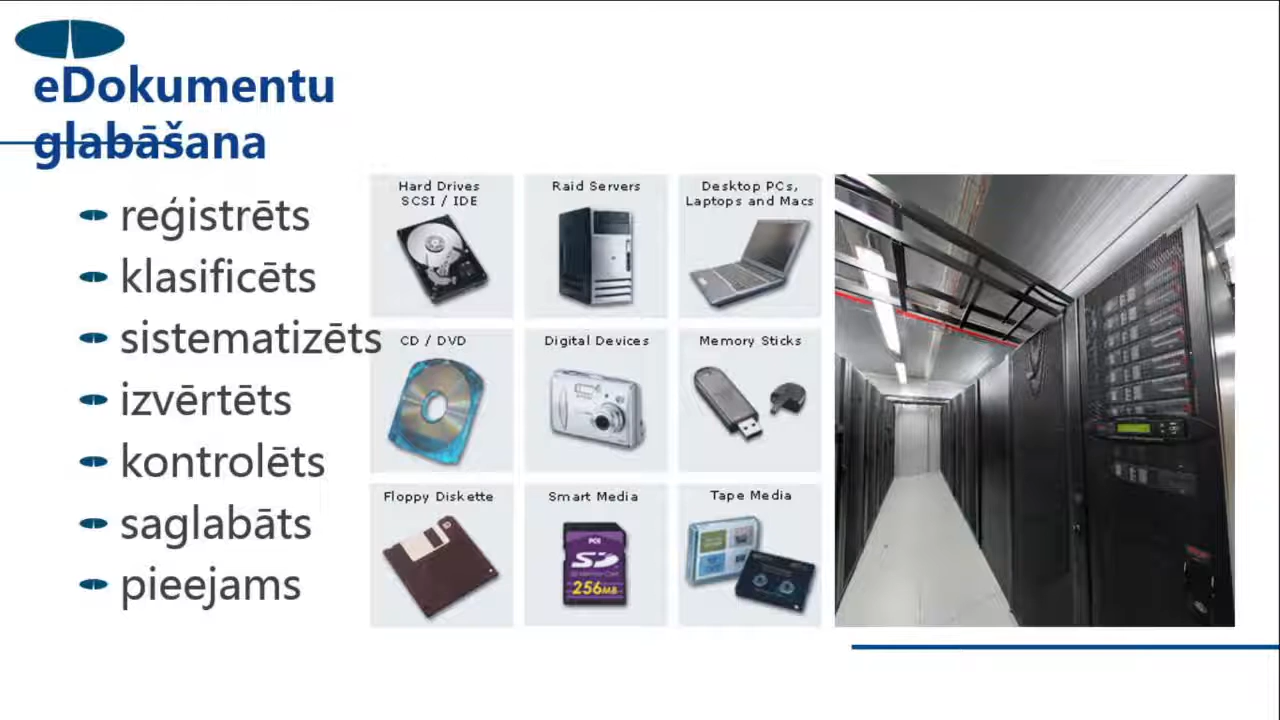 eDokumentu
glabāšana
reģistrēts
klasificēts
sistematizēts
izvērtēts
kontrolēts
saglabāts
pieejams
Hard Drives
SCSI / IDE
Raid Servers
Desktop PCs,
Laptops and Macs
CD / DVD
Digital Devices
Memory Sticks
Floppy Diskette
Smart Media
Tape Media
PQI
SD
256MB